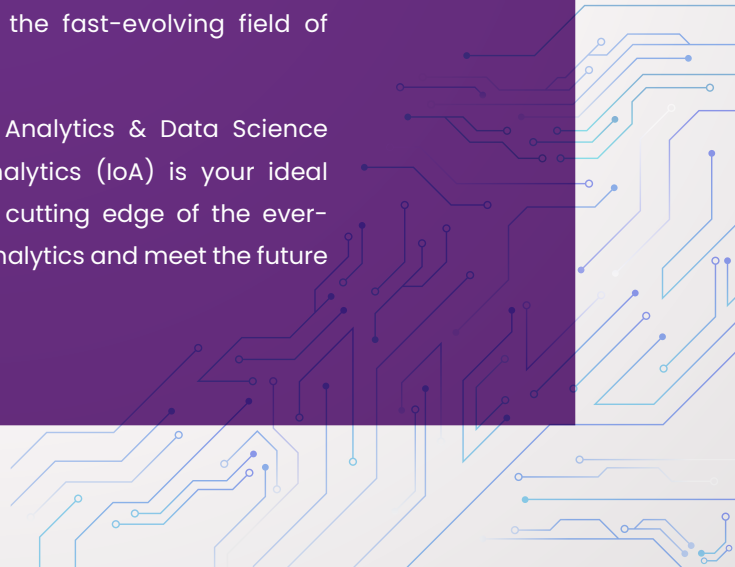 the fast-evolving field of
Analytics & Data Science
nalytics (IoA) is your ideal
cutting edge of the ever-
nalytics and meet the future